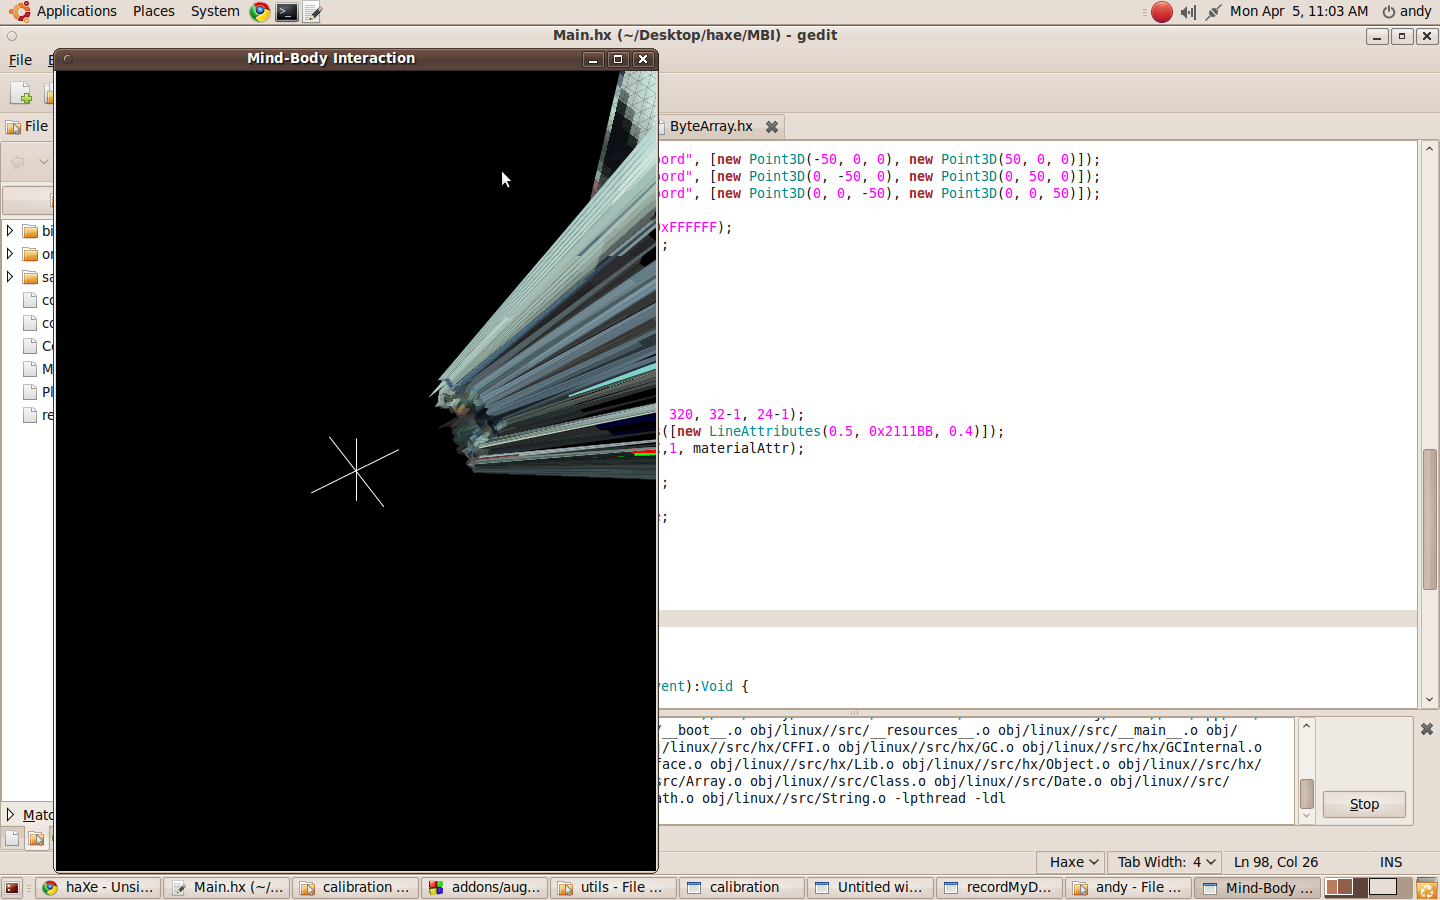 Applications Places System Mon Apr 5, 11:03 AM andy
Main.hx (~/Desktop/haxe/MBI) - gedit
File
Mind-Body Interaction
File ByteArray.hx
ord", [new Point3D(-50, 0, 0), new Point3D(50, 0, 0)]);
ord", [new Point3D(0, -50, 0), new Point3D(0, 50, 0)]);
ord", [new Point3D(0, 0, -50), new Point3D(0, 0, 50)]);
xFFFFFF);
;
bi
or
sa
co
co
Co
M
Pl
re
320, 32-1, 24-1);
([new LineAttributes(0.5, 0x2111BB, 0.4)]);
,1, materialAttr);
;
;
vent):Void {
/__boot__.o obj/linux//src/__resources__.o obj/linux//src/__main__.o obj/
j/linux//src/hx/CFFI.o obj/linux//src/hx/GC.o obj/linux//src/hx/GCInternal.o
face.o obj/linux//src/hx/Lib.o obj/linux//src/hx/Object.o obj/linux//src/hx/
src/Array.o obj/linux//src/Class.o obj/linux//src/Date.o obj/linux//src/
ath.o obj/linux//src/String.o -lpthread -ldl
Stop
Matc
Haxe Tab Width: 4 Ln 98, Col 26 INS
haXe - Unsi... Main.hx (~/... calibration ... addons/aug... utils - File ... calibration Untitled wi... recordMyD... andy - File ... Mind-Body ...